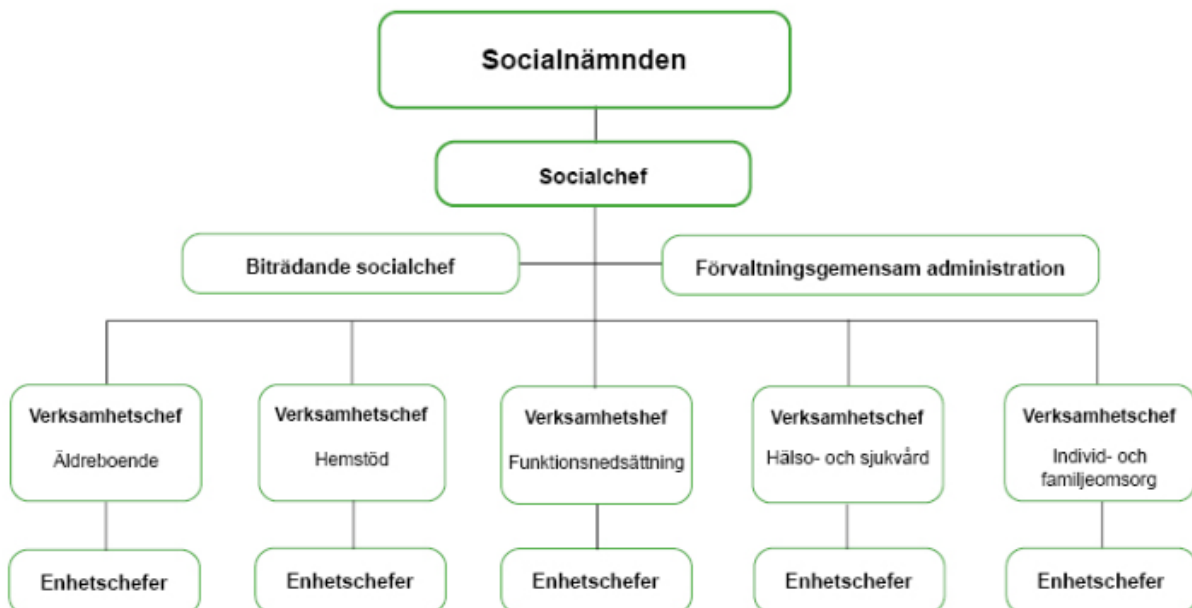 Socialnämnden
Socialchef
Biträdande socialchef
Förvaltningsgemensam administration
Verksamhetschef
Äldreboende
Verksamhetschef
Hemstöd
Verksamhetshef
Funktionsnedsättning
Verksamhetschef
Hälso- och sjukvård
Verksamhetschef
Individ- och
familjeomsorg
Enhetschefer
Enhetschefer
Enhetschefer
Enhetschefer
Enhetschefer